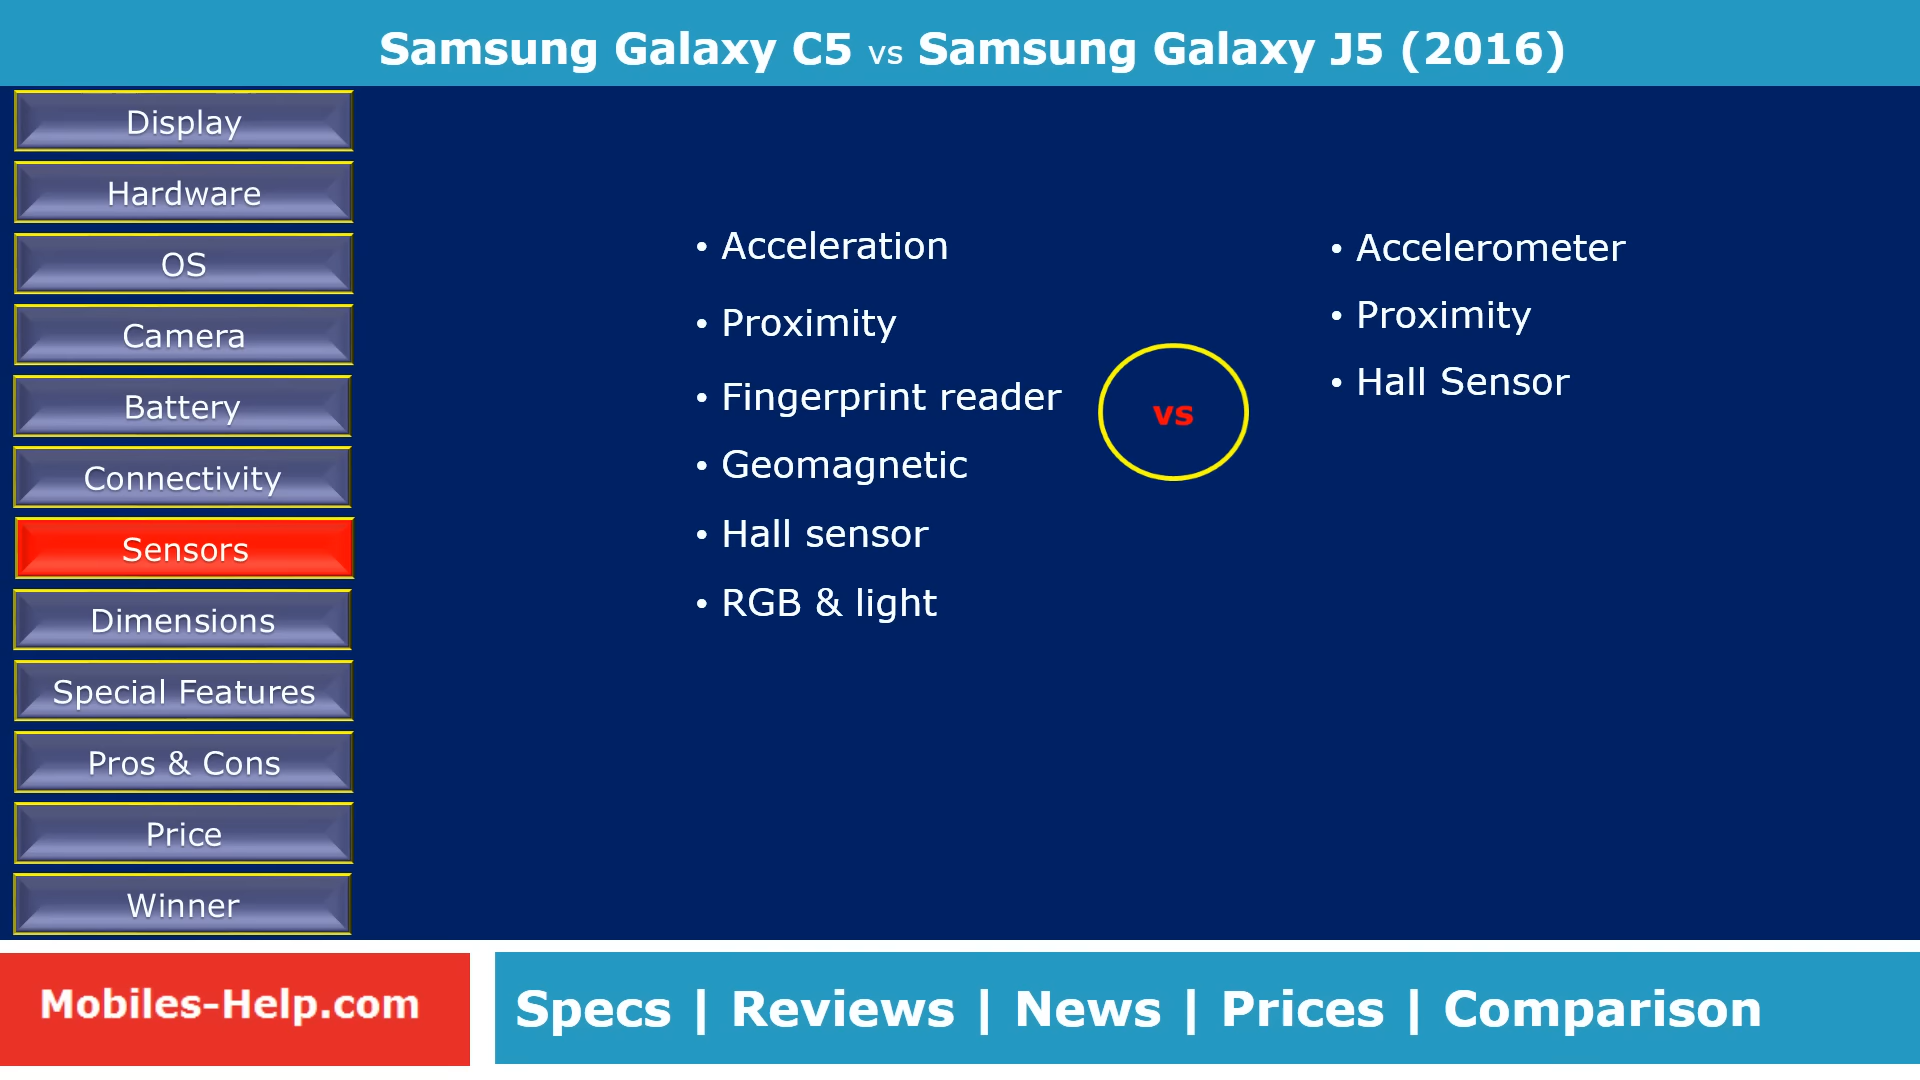 Samsung Galaxy C5 vs Samsung Galaxy J5 (2016)
Display
Hardware
OS
Camera
Battery
Connectivity
Sensors
Dimensions
Special Features
Pros & Cons
Price
Winner
• Acceleration
• Proximity
• Fingerprint reader
• Geomagnetic
• Hall sensor
• RGB & light
vs
• Accelerometer
• Proximity
• Hall Sensor
Mobiles-Help.com
Specs | Reviews | News | Prices | Comparison